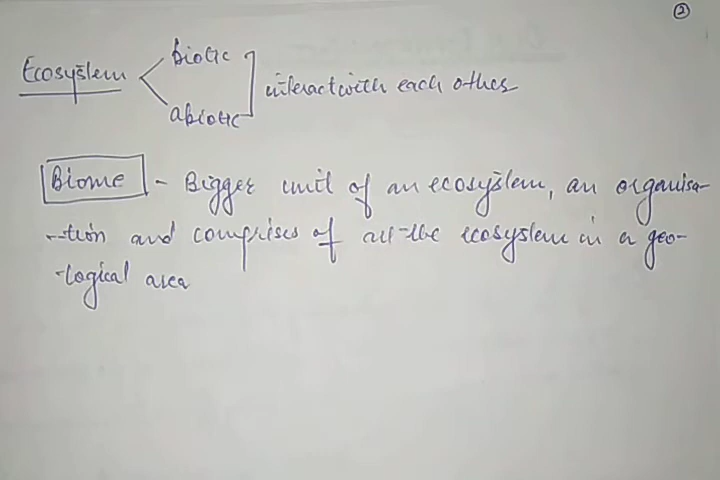 ②
Ecosystem biotic
abiotic interact with each other
Biome - Bigger unit of an ecosystem, an organisa-
-tion and comprises of all the ecosystem in a geo-
-logical area